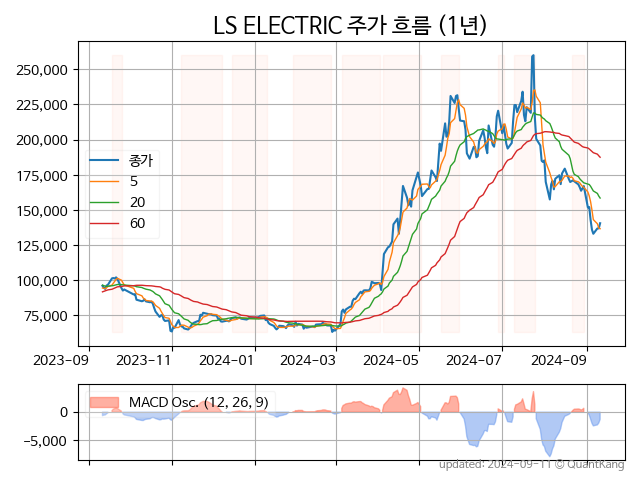 LS ELECTRIC 주가 흐름 (1년)
250,000
225,000
200,000
175,000
150,000
125,000
100,000
75,000
종가
5
20
60
2023-09 2023-11 2024-01 2024-03 2024-05 2024-07 2024-09
MACD Osc. (12, 26, 9)
0
−5,000
updated: 2024-09-11 © QuantKang